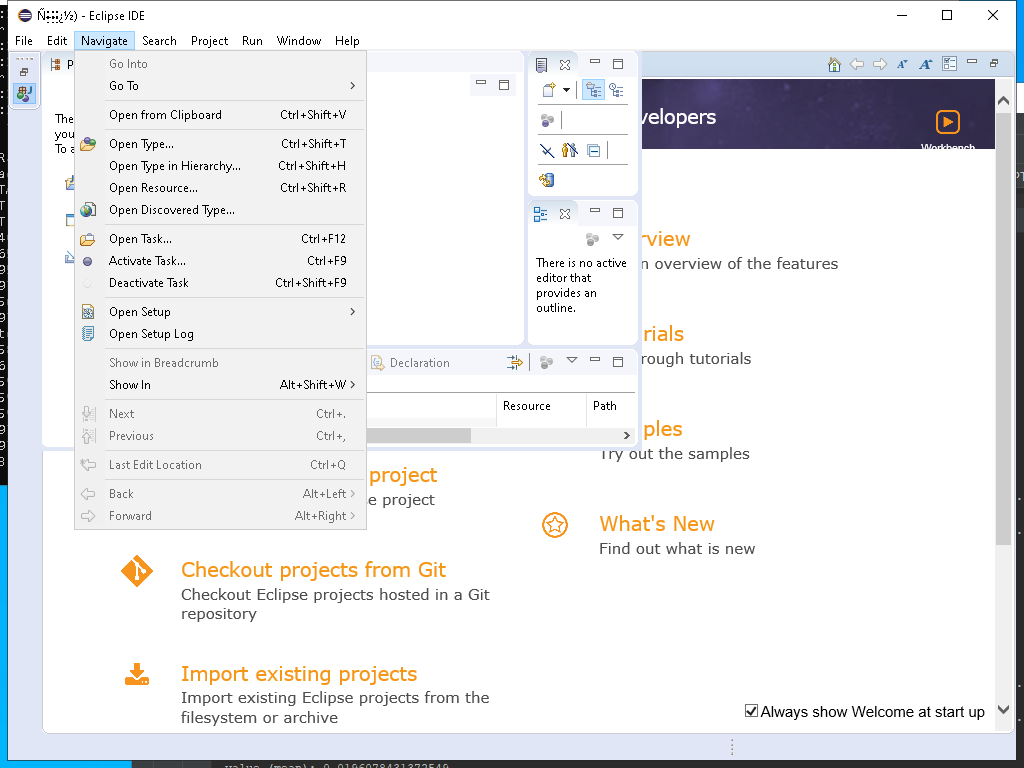 - Eclipse IDE
File Edit Navigate Search Project Run Window Help
Go Into
Go To
Open from Clipboard Ctrl+Shift+V
Open Type... Ctrl+Shift+T
Open Type in Hierarchy... Ctrl+Shift+H
Open Resource... Ctrl+Shift+R
Open Discovered Type...
Open Task... Ctrl+F12
Activate Task... Ctrl+F9
Deactivate Task Ctrl+Shift+F9
Open Setup
Open Setup Log
Show in Breadcrumb
Show In Alt+Shift+W
Next Ctrl+.
Previous Ctrl+,
Last Edit Location Ctrl+Q
Back Alt+Left
Forward Alt+Right
There is no active
editor that
provides an
outline.
Declaration
Resource Path
velopers
Workbench
rview
n overview of the features
rials
rough tutorials
ples
Try out the samples
What's New
Find out what is new
project
se project
Checkout projects from Git
Checkout Eclipse projects hosted in a Git
repository
Import existing projects
Import existing Eclipse projects from the
filesystem or archive
Always show Welcome at start up
value (mean): 0.0196078431372549